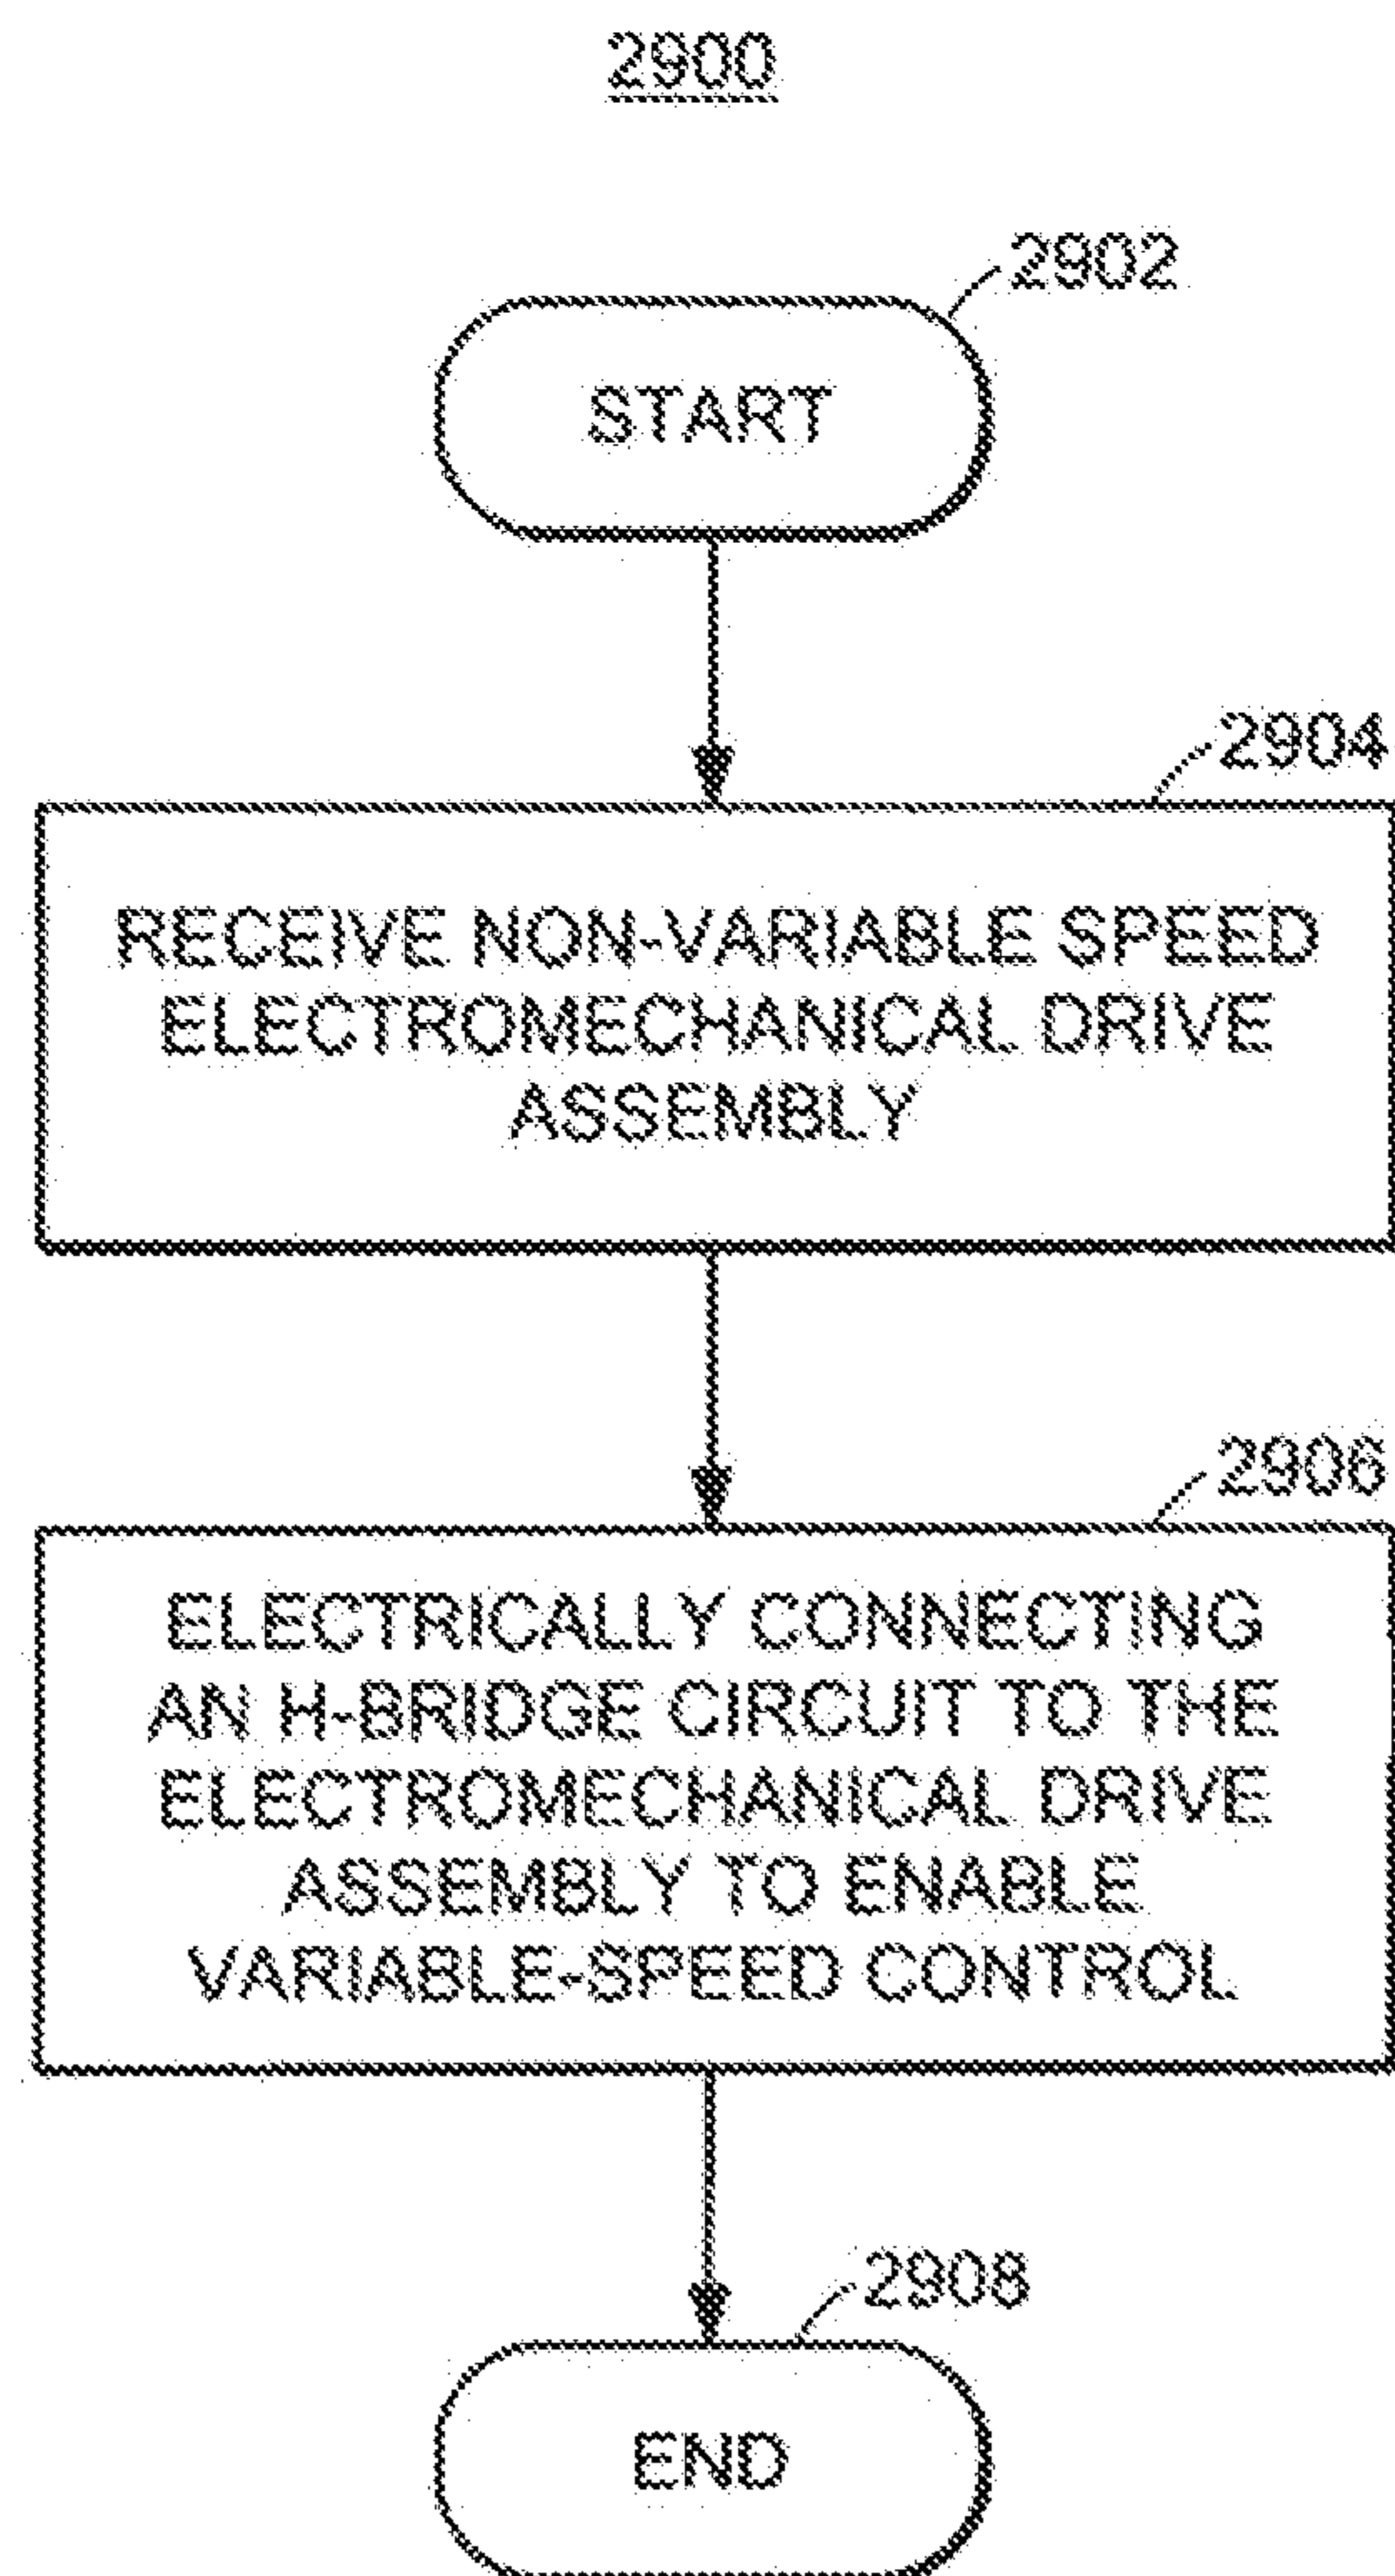 2900
2902
START
2904
RECEIVE NON-VARIABLE SPEED
ELECTROMECHANICAL DRIVE
ASSEMBLY
2906
ELECTRICALLY CONNECTING
AN H-BRIDGE CIRCUIT TO THE
ELECTROMECHANICAL DRIVE
ASSEMBLY TO ENABLE
VARIABLE-SPEED CONTROL
2908
END